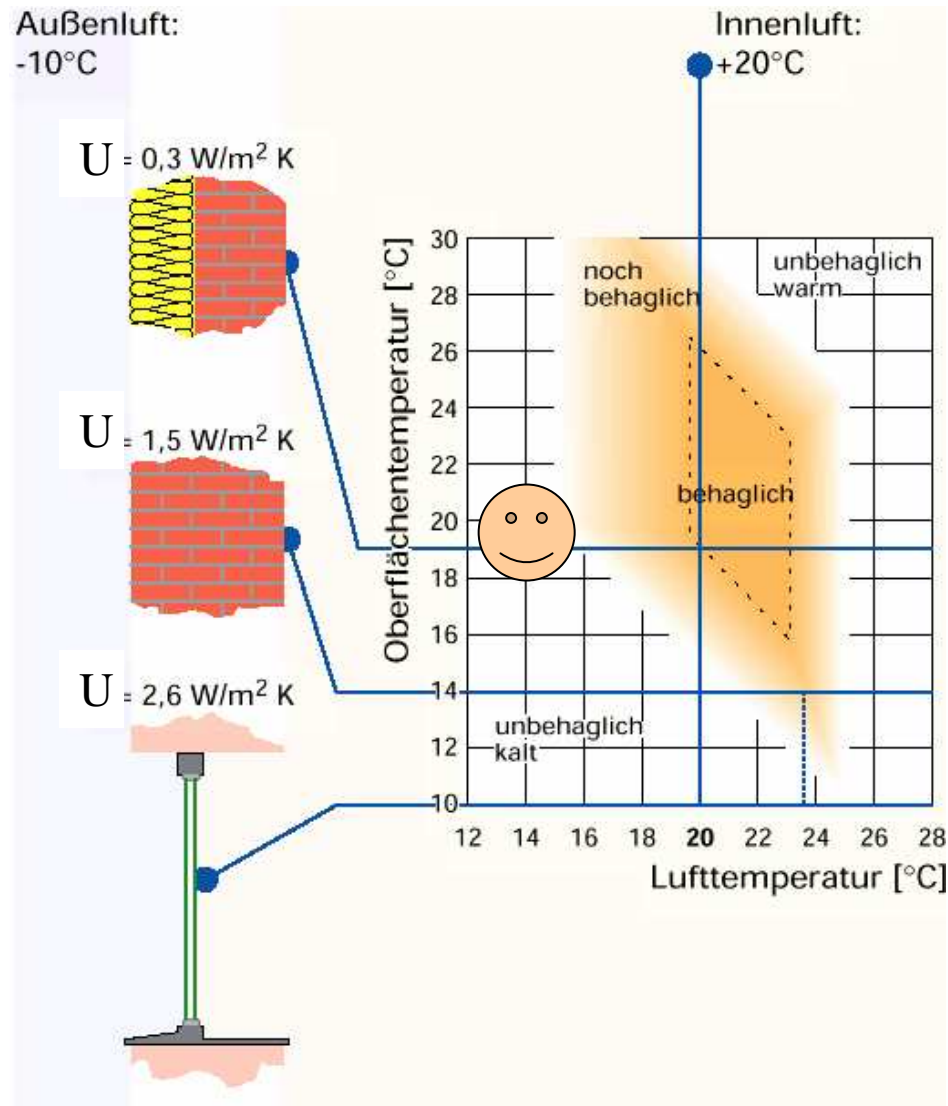 Außenluft:
-10°C
Innenluft:
+20°C
U = 0,3 W/m² K
U = 1,5 W/m² K
U = 2,6 W/m² K
Oberflächentemperatur [°C]
30
28
26
24
22
20
18
16
14
12
10
noch
behaglich
unbehaglich
warm
behaglich
unbehaglich
kalt
12 14 16 18 20 22 24 26 28
Lufttemperatur [°C]